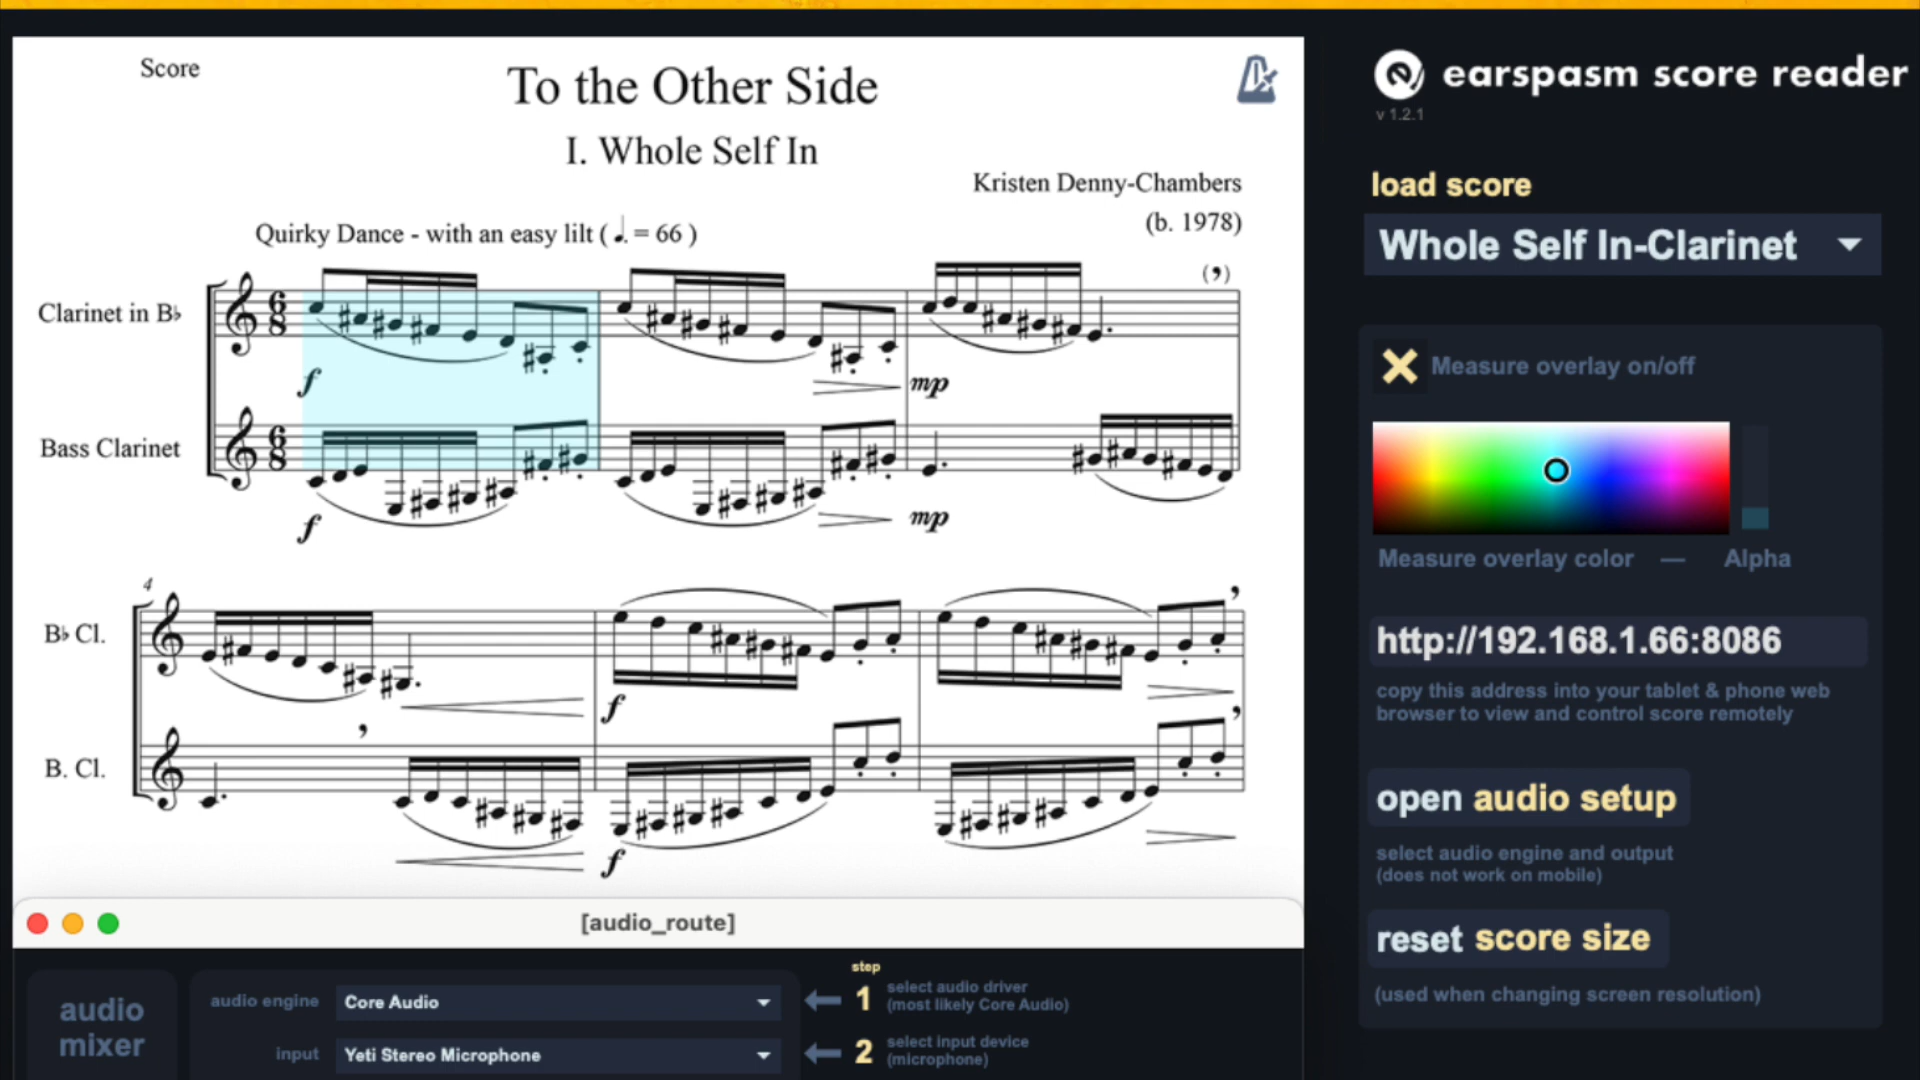 Score
To the Other Side
I. Whole Self In
Kristen Denny-Chambers
(b. 1978)
Quirky Dance - with an easy lilt ( ♩. = 66 )
Clarinet in B♭
6
8
f
mp
Bass Clarinet
6
8
f
mp
4
B♭ Cl.
f
B. Cl.
f
[audio_route]
audio
mixer
audio engine
Core Audio
input
Yeti Stereo Microphone
step
1
select audio driver
(most likely Core Audio)
2
select input device
(microphone)
earspasm score reader
v 1.2.1
load score
Whole Self In-Clarinet
Measure overlay on/off
Measure overlay color — Alpha
http://192.168.1.66:8086
copy this address into your tablet & phone web
browser to view and control score remotely
open audio setup
select audio engine and output
(does not work on mobile)
reset score size
(used when changing screen resolution)